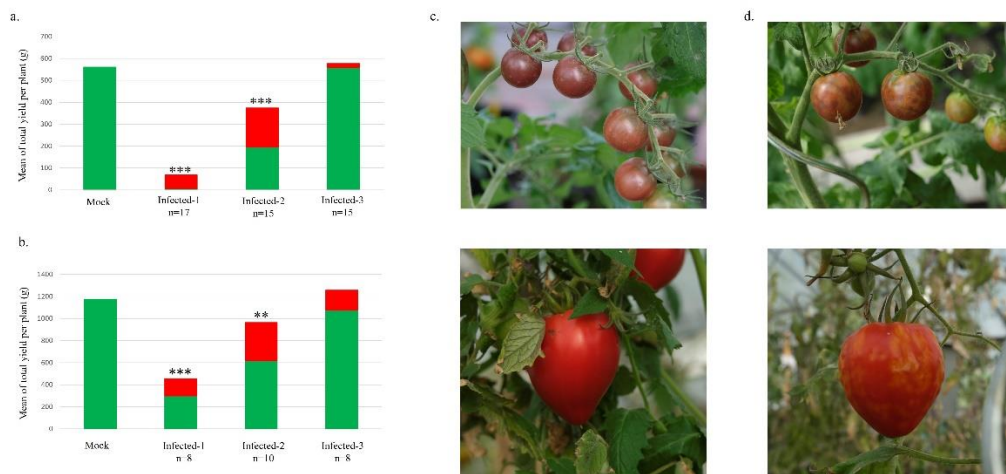 a.
Mean of total yield per plant (g)
700
600
500
400
300
200
100
0
***
***
Mock
Infected-1
n=17
Infected-2
n=15
Infected-3
n=15
b.
Mean of total yield per plant (g)
1400
1200
1000
800
600
400
200
0
***
**
Mock
Infected-1
n=8
Infected-2
n=10
Infected-3
n=8
c.
d.